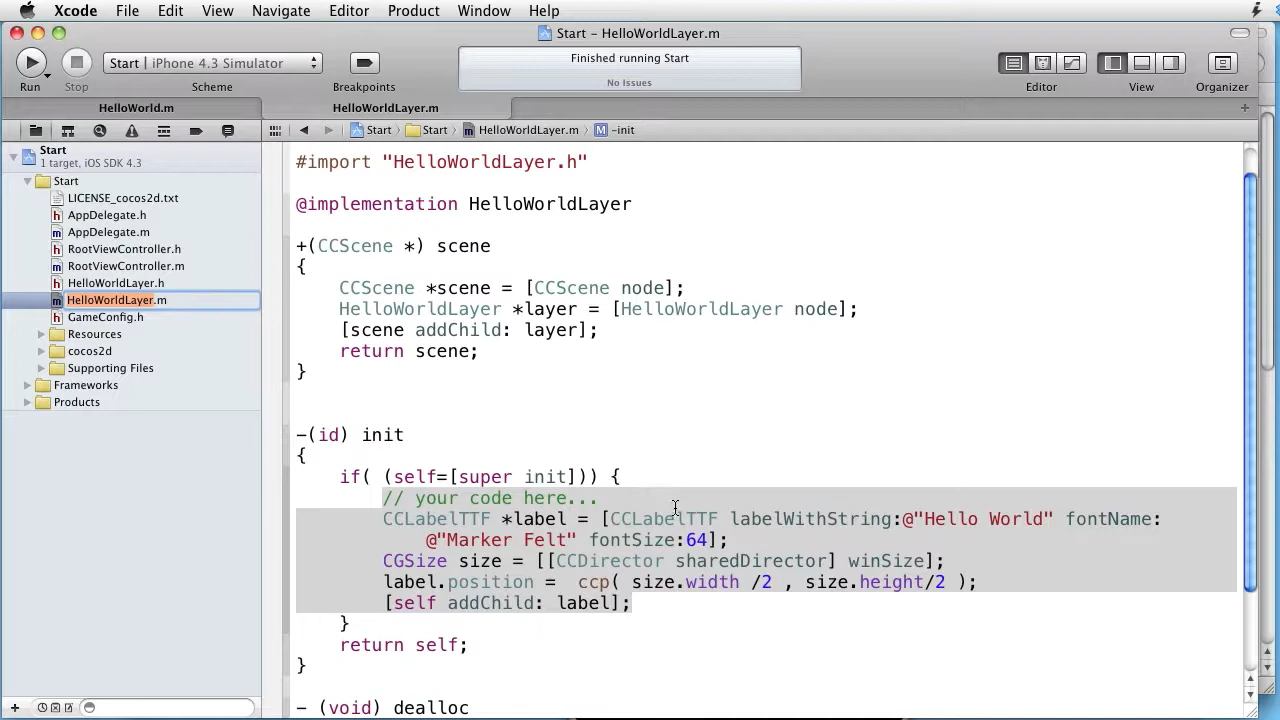 Xcode File Edit View Navigate Editor Product Window Help
Start – HelloWorldLayer.m
Start | iPhone 4.3 Simulator
Finished running Start
No Issues
Run Stop Scheme Breakpoints Editor View Organizer
HelloWorld.m HelloWorldLayer.m
Start Start HelloWorldLayer.m M -init
Start
1 target, iOS SDK 4.3
Start
LICENSE_cocos2d.txt
h AppDelegate.h
m AppDelegate.m
h RootViewController.h
m RootViewController.m
h HelloWorldLayer.h
m HelloWorldLayer.m
h GameConfig.h
Resources
cocos2d
Supporting Files
Frameworks
Products
#import "HelloWorldLayer.h"
@implementation HelloWorldLayer
+(CCScene *) scene
{
CCScene *scene = [CCScene node];
HelloWorldLayer *layer = [HelloWorldLayer node];
[scene addChild: layer];
return scene;
}
-(id) init
{
if( (self=[super init])) {
// your code here...
CCLabelTTF *label = [CCLabelTTF labelWithString:@"Hello World" fontName:
@"Marker Felt" fontSize:64];
CGSize size = [[CCDirector sharedDirector] winSize];
label.position =  ccp( size.width /2 , size.height/2 );
[self addChild: label];
}
return self;
}
- (void) dealloc